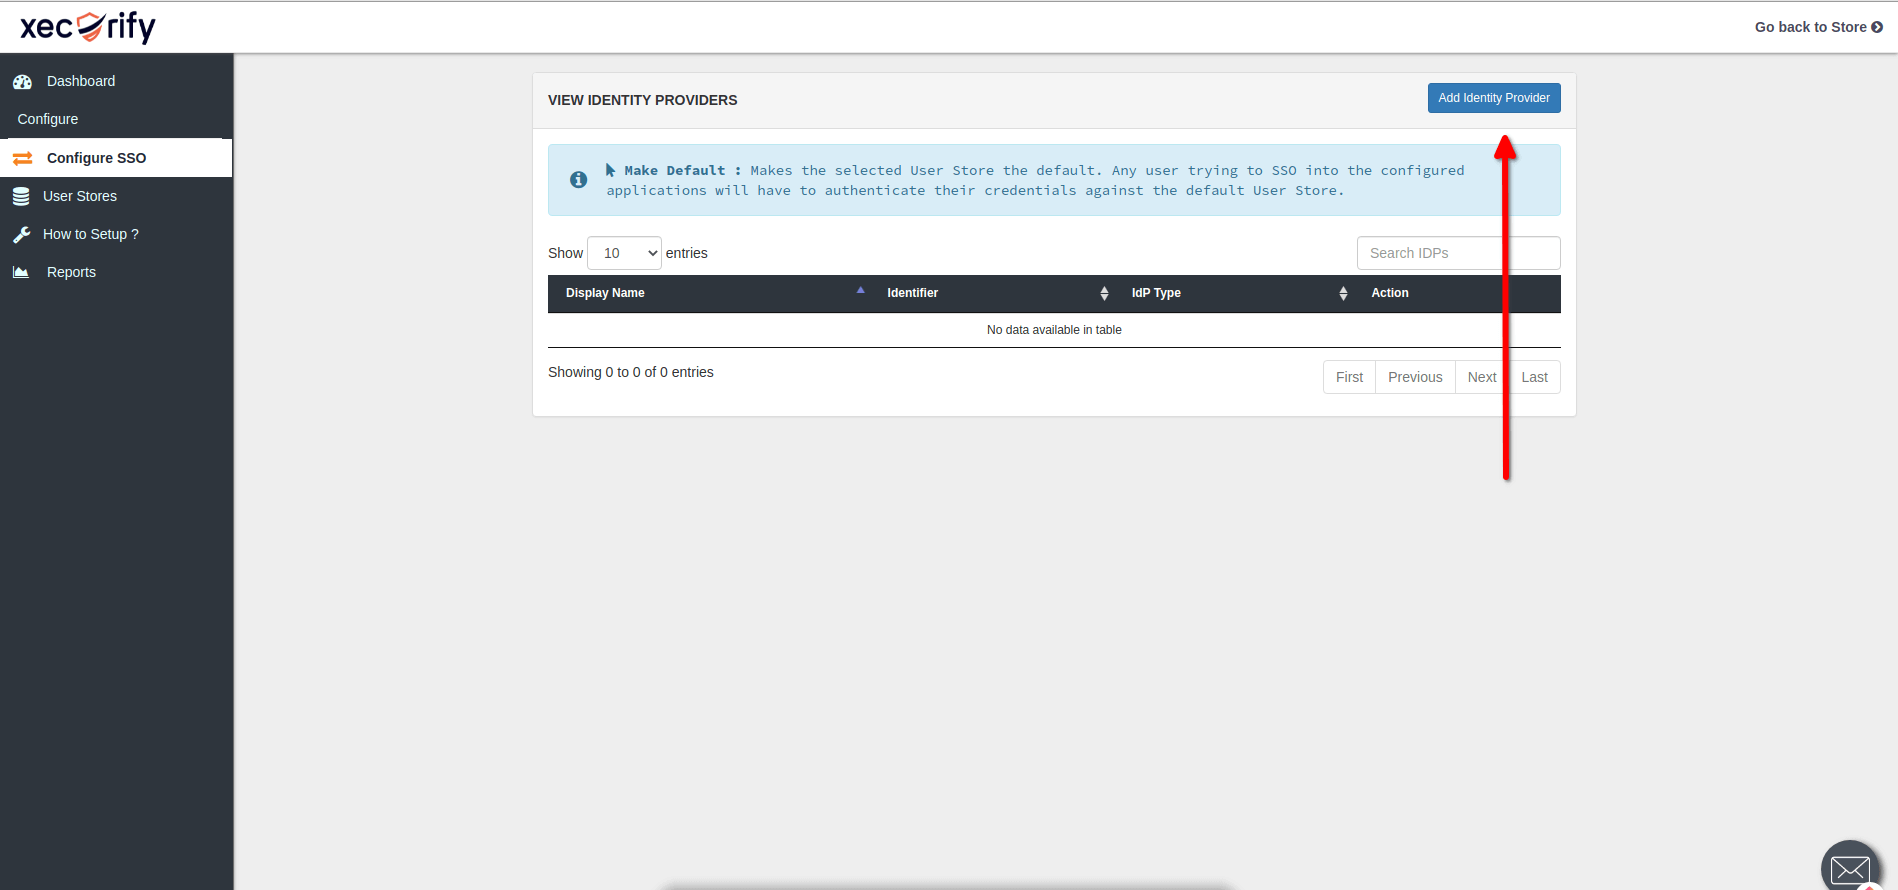 xecurify
Go back to Store
Dashboard
Configure
Configure SSO
User Stores
How to Setup ?
Reports
VIEW IDENTITY PROVIDERS
Add Identity Provider
Make Default : Makes the selected User Store the default. Any user trying to SSO into the configured
applications will have to authenticate their credentials against the default User Store.
Show 10 entries
Search IDPs
Display Name Identifier IdP Type Action
No data available in table
Showing 0 to 0 of 0 entries
First Previous Next Last